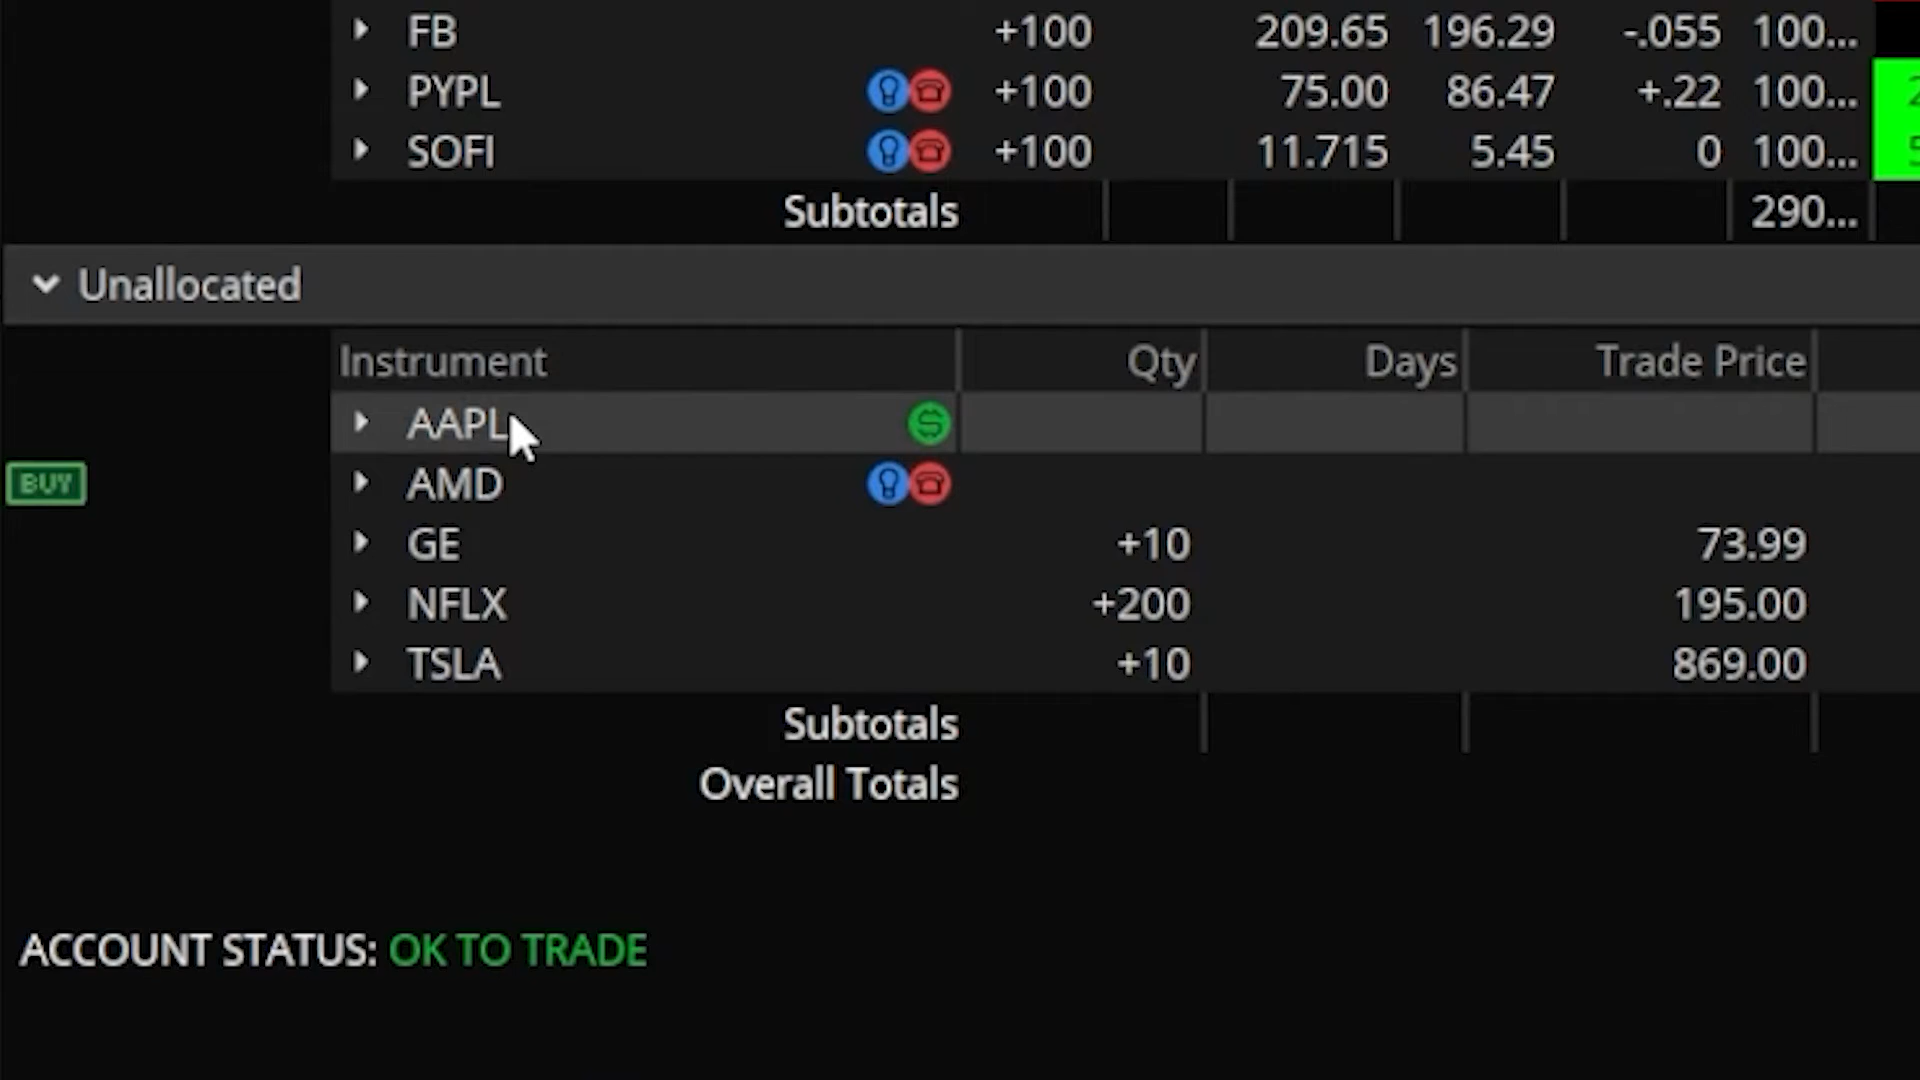 FB +100 209.65 196.29 -.055 100...
PYPL +100 75.00 86.47 +.22 100...
SOFI +100 11.715 5.45 0 100...
Subtotals 290...
Unallocated
Instrument Qty Days Trade Price
AAPL
BUY AMD
GE +10 73.99
NFLX +200 195.00
TSLA +10 869.00
Subtotals
Overall Totals
ACCOUNT STATUS: OK TO TRADE